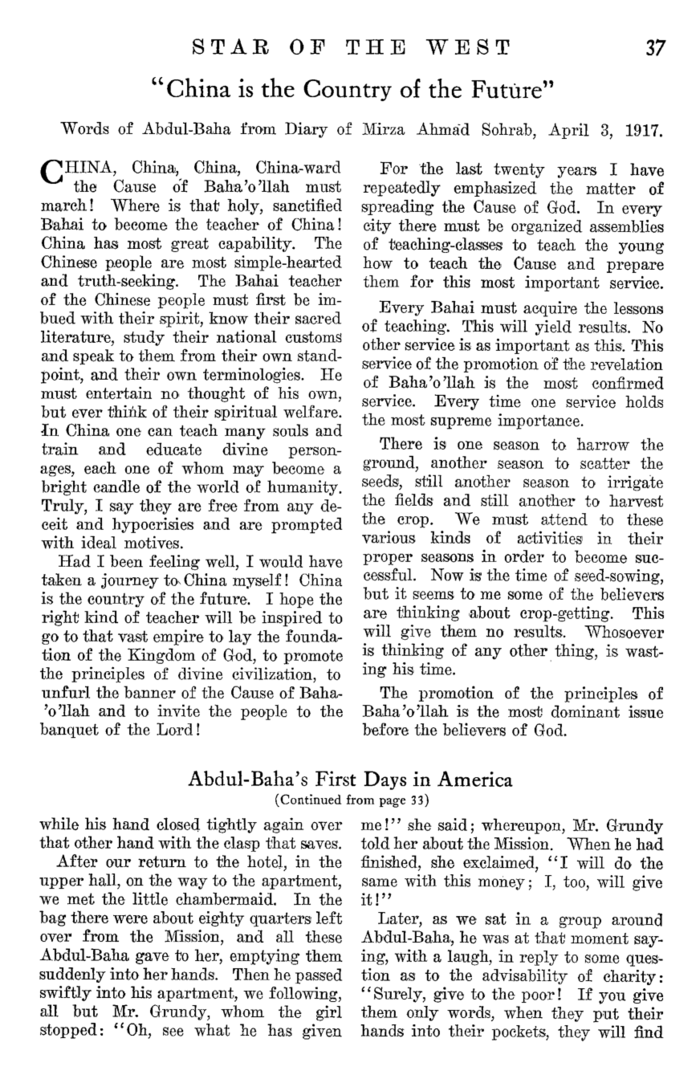 STAR OF THE WEST 37
"China is the Country of the Future"
Words of Abdul-Baha from Diary of Mirza Ahmad Sohrab, April 3, 1917.
CHINA, China, China, China-ward
the Cause of Baha'o'llah must
march! Where is that holy, sanctified
Bahai to become the teacher of China!
China has most great capability. The
Chinese people are most simple-hearted
and truth-seeking. The Bahai teacher
of the Chinese people must first be im-
bued with their spirit, know their sacred
literature, study their national customs
and speak to them from their own stand-
point, and their own terminologies. He
must entertain no thought of his own,
but ever think of their spiritual welfare.
In China one can teach many souls and
train and educate divine person-
ages, each one of whom may become a
bright candle of the world of humanity.
Truly, I say they are free from any de-
ceit and hypocrisies and are prompted
with ideal motives.
Had I been feeling well, I would have
taken a journey to China myself! China
is the country of the future. I hope the
right kind of teacher will be inspired to
go to that vast empire to lay the founda-
tion of the Kingdom of God, to promote
the principles of divine civilization, to
unfurl the banner of the Cause of Baha-
'o'llah and to invite the people to the
banquet of the Lord!
For the last twenty years I have
repeatedly emphasized the matter of
spreading the Cause of God. In every
city there must be organized assemblies
of teaching-classes to teach the young
how to teach the Cause and prepare
them for this most important service.
Every Bahai must acquire the lessons
of teaching. This will yield results. No
other service is as important as this. This
service of the promotion of the revelation
of Baha'o'llah is the most confirmed
service. Every time one service holds
the most supreme importance.
There is one season to harrow the
ground, another season to scatter the
seeds, still another season to irrigate
the fields and still another to harvest
the crop. We must attend to these
various kinds of activities in their
proper seasons in order to become suc-
cessful. Now is the time of seed-sowing,
but it seems to me some of the believers
are thinking about crop-getting. This
will give them no results. Whosoever
is thinking of any other thing, is wast-
ing his time.
The promotion of the principles of
Baha'o'llah is the most dominant issue
before the believers of God.
Abdul-Baha's First Days in America
(Continued from page 33)
while his hand closed tightly again over
that other hand with the clasp that saves.
After our return to the hotel, in the
upper hall, on the way to the apartment,
we met the little chambermaid. In the
bag there were about eighty quarters left
over from the Mission, and all these
Abdul-Baha gave to her, emptying them
suddenly into her hands. Then he passed
swiftly into his apartment, we following,
all but Mr. Grundy, whom the girl
stopped: "Oh, see what he has given
me!" she said; whereupon, Mr. Grundy
told her about the Mission. When he had
finished, she exclaimed, "I will do the
same with this money; I, too, will give
it!"
Later, as we sat in a group around
Abdul-Baha, he was at that moment say-
ing, with a laugh, in reply to some ques-
tion as to the advisability of charity:
"Surely, give to the poor! If you give
them only words, when they put their
hands into their pockets, they will find